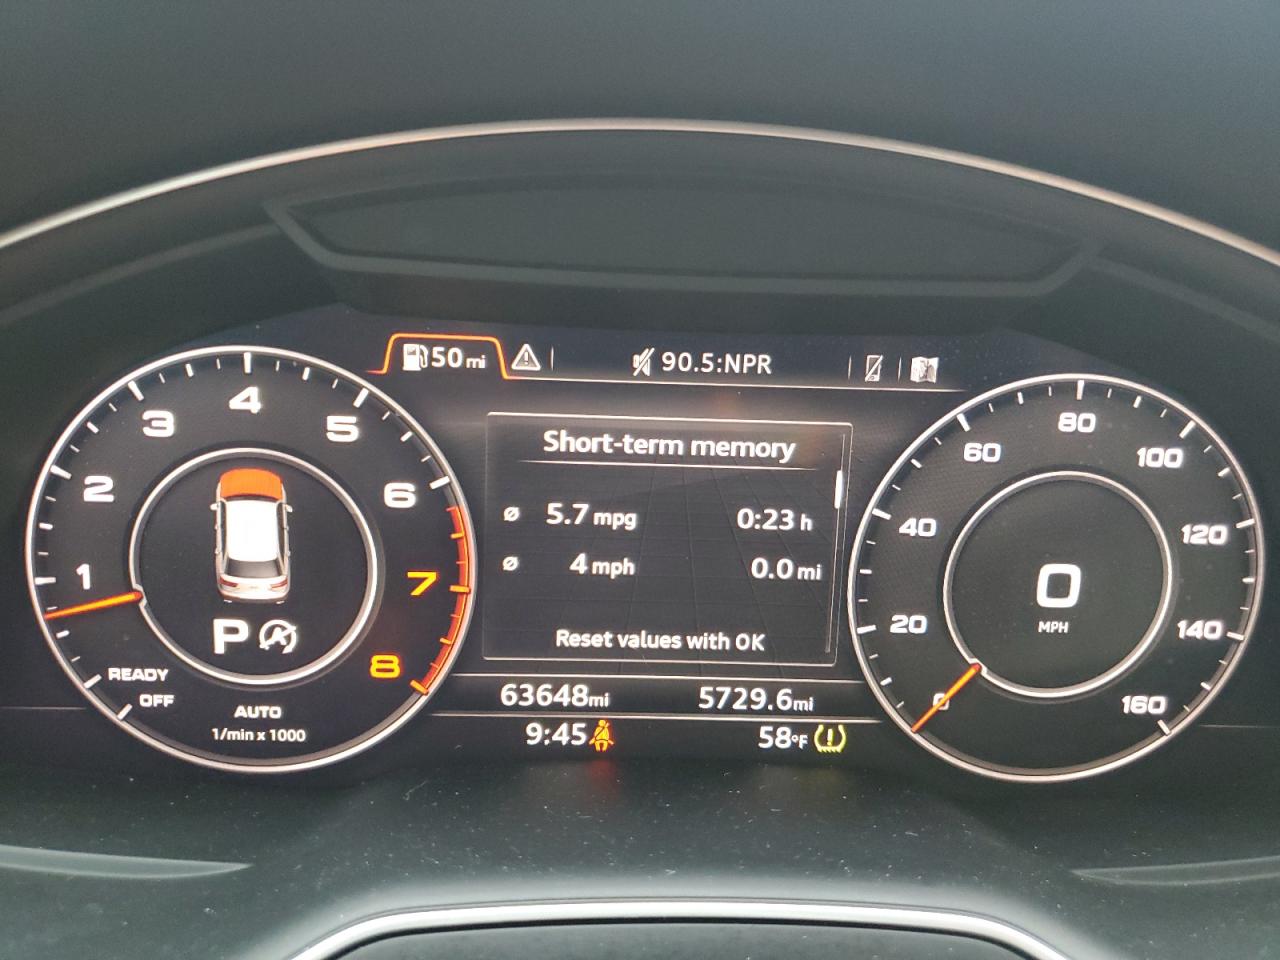 50 mi
90.5:NPR
Short-term memory
ø 5.7 mpg 0:23 h
ø 4 mph 0.0 mi
Reset values with OK
63648mi 5729.6mi
9:45 58°F
1
2
3
4
5
6
7
8
P A
READY
OFF
AUTO
1/min x 1000
0
20
40
60
80
100
120
140
160
0
MPH